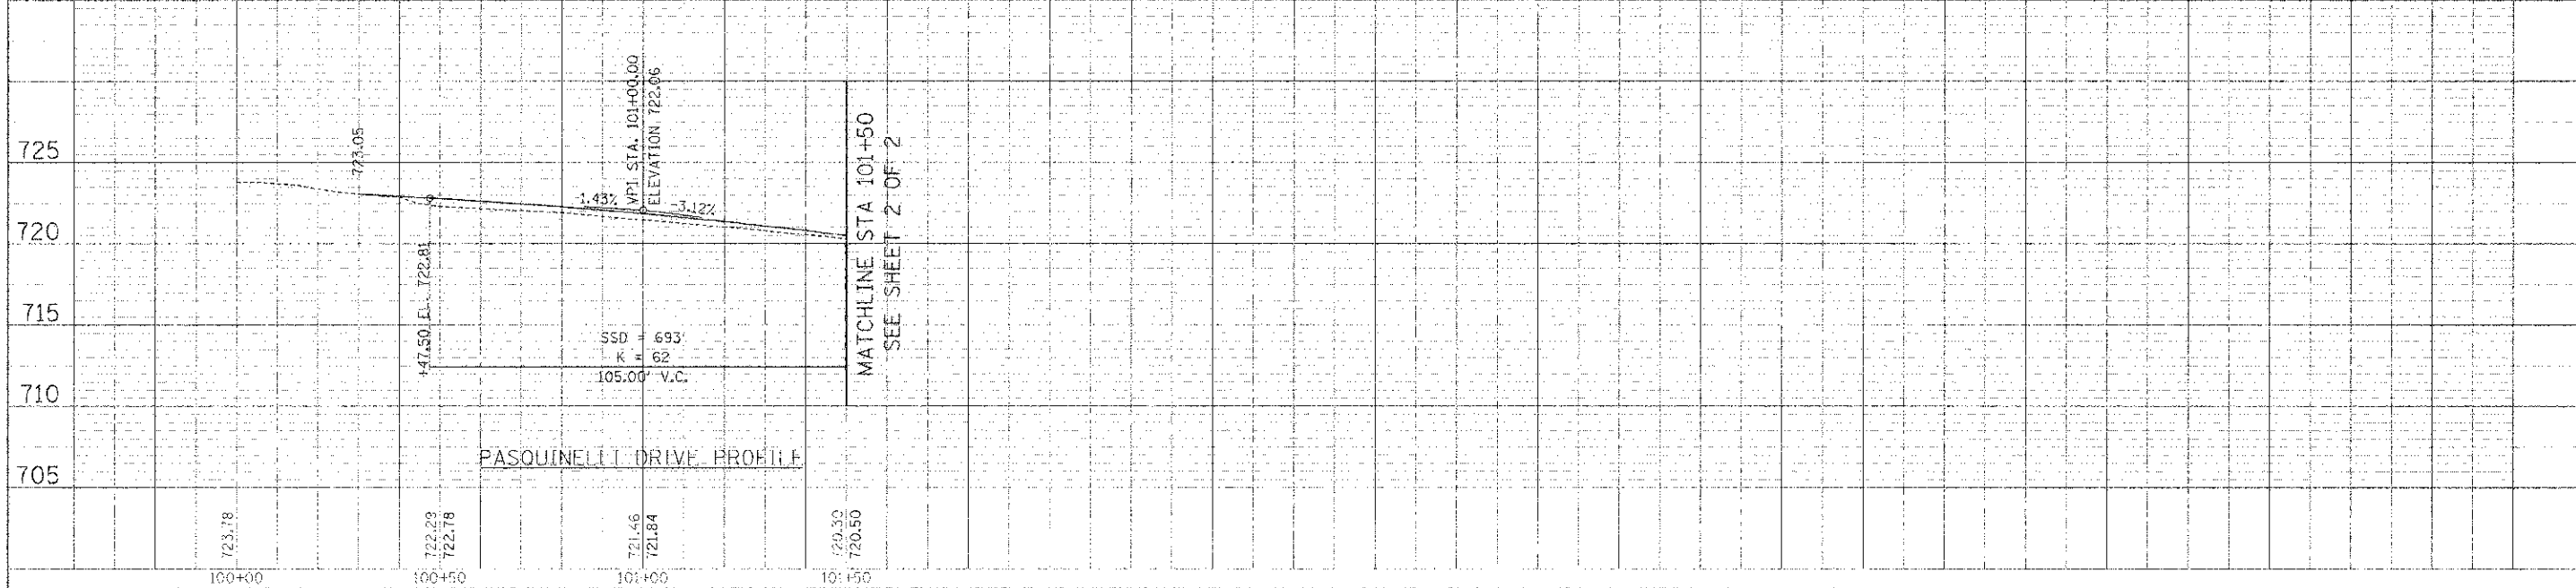 725
720
715
710
705
723.05
VPI STA. 101+00.00
ELEVATION 722.06
-1.43%
-3.12%
+47.50 EL. 722.81
SSD = 693'
K = 62
105.00' V.C.
MATCHLINE STA 101+50
SEE SHEET 2 OF 2
PASQUINELLI DRIVE PROFILE
723.78
722.29
722.78
721.46
721.84
720.30
720.50
100+00
100+50
101+00
101+50